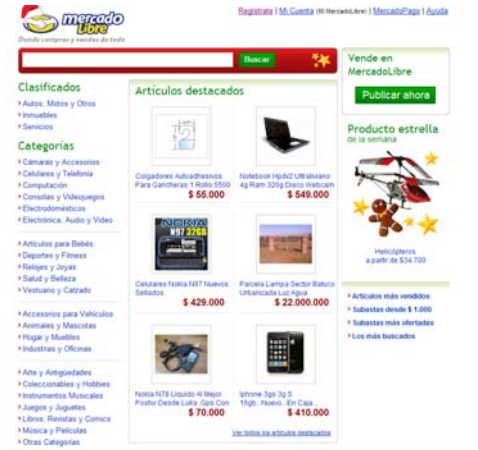 mercado
Libre
Donde compras y vendes de todo
Regístrate | Mi Cuenta (Mi MercadoLibre) | MercadoPago | Ayuda
Buscar
Vende en
MercadoLibre
Publicar ahora
Clasificados
Autos, Motos y Otros
Inmuebles
Servicios
Categorías
Cámaras y Accesorios
Celulares y Telefonía
Computación
Consolas y Videojuegos
Electrodomésticos
Electrónica, Audio y Video
Artículos para Bebés
Deportes y Fitness
Relojes y Joyas
Salud y Belleza
Vestuario y Calzado
Accesorios para Vehículos
Animales y Mascotas
Hogar y Muebles
Industrias y Oficinas
Arte y Antigüedades
Coleccionables y Hobbies
Instrumentos Musicales
Juegos y Juguetes
Libros, Revistas y Comics
Música y Películas
Otras Categorías
Artículos destacados
Colgadores Autoadhesivos
Para Gancheras 1 Rollo 5500
$ 55.000
Notebook Hpdv2 Ultraliviano
4g Ram 320g Disco Webcam
$ 549.000
NOKIA
N97 32GB
Celulares Nokia N97 Nuevos
Sellados
$ 429.000
Parcela Lampa Sector Batuco
Urbanizada Luz Agua
$ 22.000.000
Nokia N78 Liquido Al Mejor
Postor Desde Luka .Gps Con
$ 70.000
Iphone 3gs 3g S
16gb...Nuevo...En Caja...
$ 410.000
Ver todos los artículos destacados
Producto estrella
de la semana
Helicópteros
a partir de $34.700
Artículos más vendidos
Subastas desde $ 1.000
Subastas más ofertadas
Los más buscados